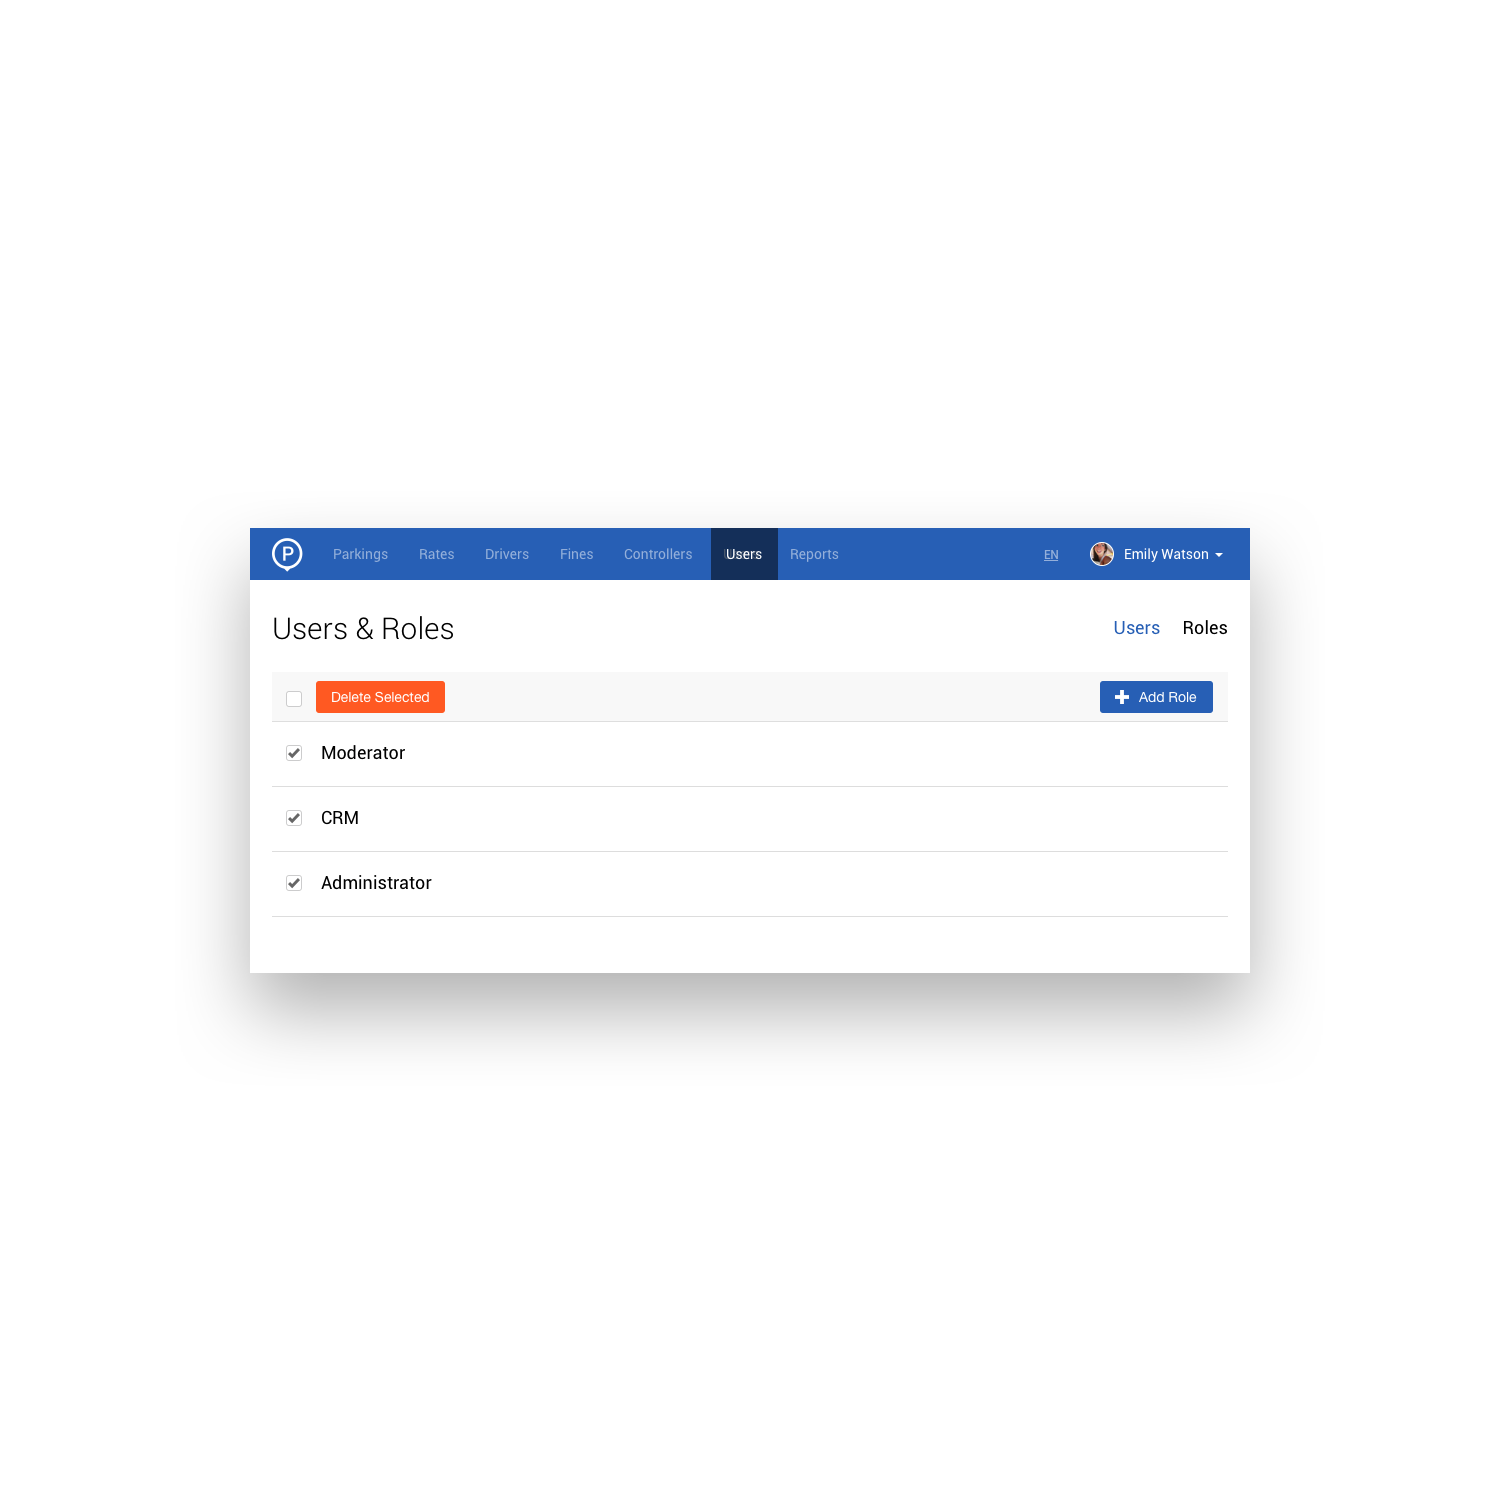 P Parkings Rates Drivers Fines Controllers Users Reports EN Emily Watson
Users & Roles Users Roles
Delete Selected Add Role
Moderator
CRM
Administrator